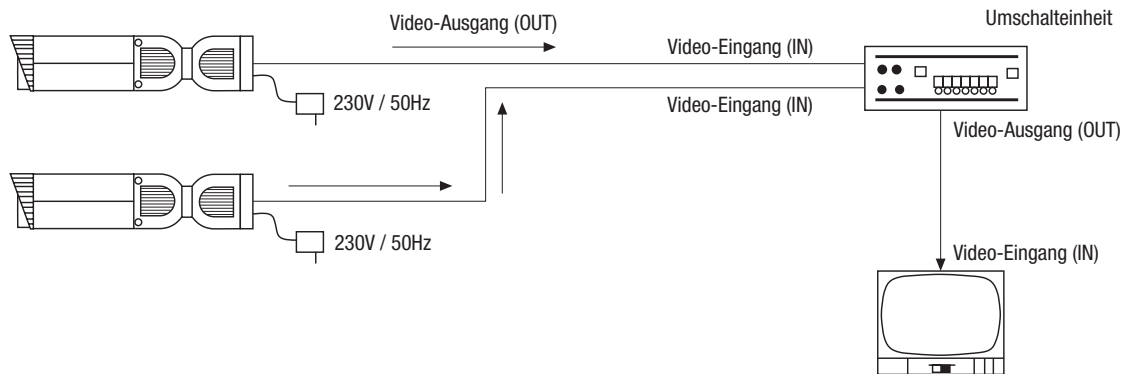 Umschalteinheit
Video-Ausgang (OUT)
Video-Eingang (IN)
230V / 50Hz
Video-Eingang (IN)
Video-Ausgang (OUT)
230V / 50Hz
Video-Eingang (IN)